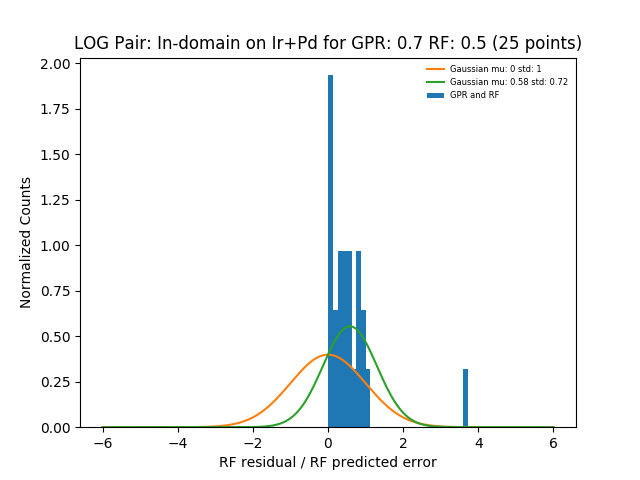 LOG Pair: In-domain on Ir+Pd for GPR: 0.7 RF: 0.5 (25 points)
Gaussian mu: 0 std: 1
Gaussian mu: 0.58 std: 0.72
GPR and RF
Normalized Counts
2.00
1.75
1.50
1.25
1.00
0.75
0.50
0.25
0.00
−6
−4
−2
0
2
4
6
RF residual / RF predicted error